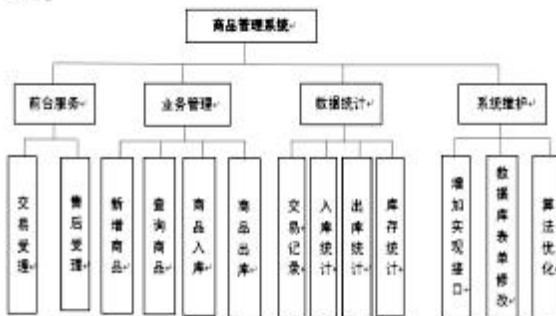 商品管理系统
前台服务
业务管理
数据统计
系统维护
交易受理
售后受理
新增商品
查询商品
商品入库
商品出库
交易记录
入库统计
出库统计
库存统计
增加实现接口
数据库表单修改
算法优化